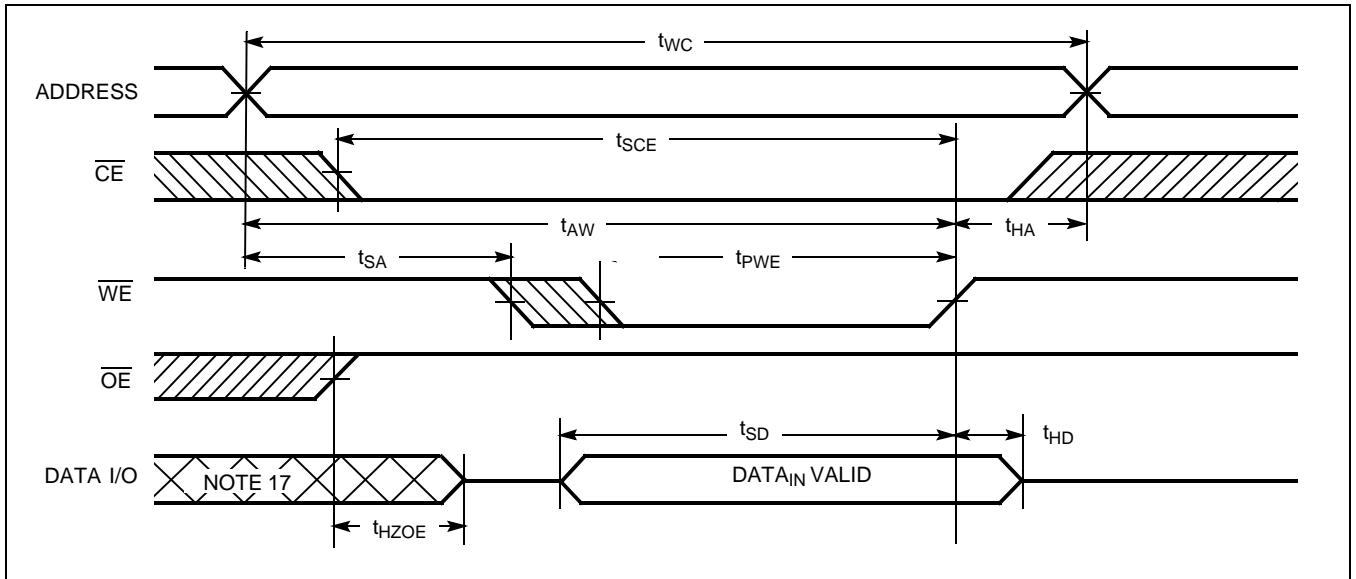 tWC
ADDRESS
tSCE
CE
tAW
tHA
tSA
tPWE
WE
OE
tSD
tHD
DATA I/O
NOTE 17
DATAIN VALID
tHZOE